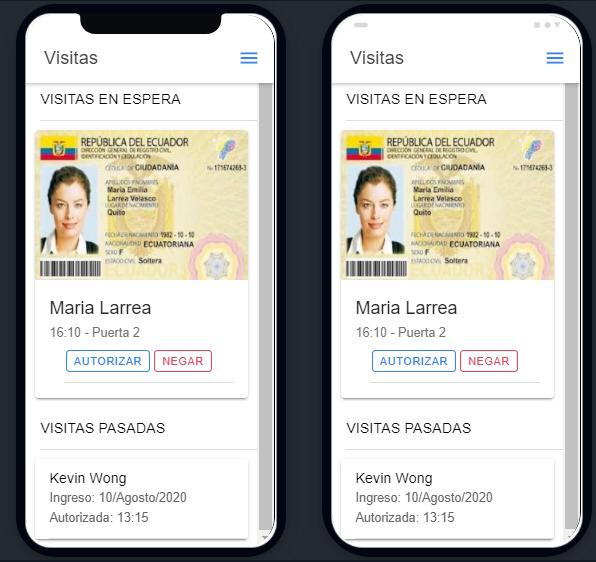 Visitas
VISITAS EN ESPERA
REPÚBLICA DEL ECUADOR
DIRECCIÓN GENERAL DE REGISTRO CIVIL,
IDENTIFICACIÓN Y CEDULACIÓN
CÉDULA DE CIUDADANÍA
No 171674268-3
APELLIDOS Y NOMBRES
Maria Emilia
Larrea Velasco
LUGAR DE NACIMIENTO
Quito
FECHA DE NACIMIENTO 1982 - 10 - 10
NACIONALIDAD ECUATORIANA
SEXO F
ESTADO CIVIL Soltera
Maria Larrea
16:10 - Puerta 2
AUTORIZAR NEGAR
VISITAS PASADAS
Kevin Wong
Ingreso: 10/Agosto/2020
Autorizada: 13:15
Visitas
VISITAS EN ESPERA
REPÚBLICA DEL ECUADOR
DIRECCIÓN GENERAL DE REGISTRO CIVIL,
IDENTIFICACIÓN Y CEDULACIÓN
CÉDULA DE CIUDADANÍA
No 171674268-3
APELLIDOS Y NOMBRES
Maria Emilia
Larrea Velasco
LUGAR DE NACIMIENTO
Quito
FECHA DE NACIMIENTO 1982 - 10 - 10
NACIONALIDAD ECUATORIANA
SEXO F
ESTADO CIVIL Soltera
Maria Larrea
16:10 - Puerta 2
AUTORIZAR NEGAR
VISITAS PASADAS
Kevin Wong
Ingreso: 10/Agosto/2020
Autorizada: 13:15